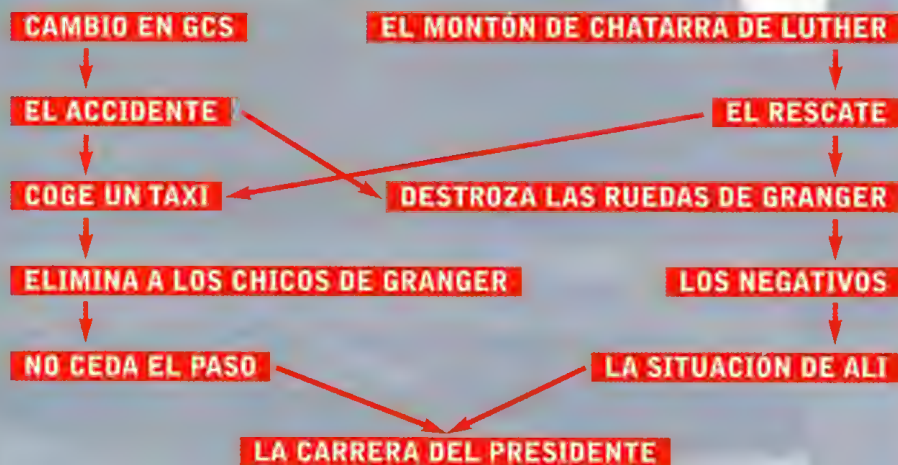 CAMBIO EN GCS
EL MONTÓN DE CHATARRA DE LUTHER
EL ACCIDENTE
EL RESCATE
COGE UN TAXI
DESTROZA LAS RUEDAS DE GRANGER
ELIMINA A LOS CHICOS DE GRANGER
LOS NEGATIVOS
NO CEDA EL PASO
LA SITUACIÓN DE ALI
LA CARRERA DEL PRESIDENTE